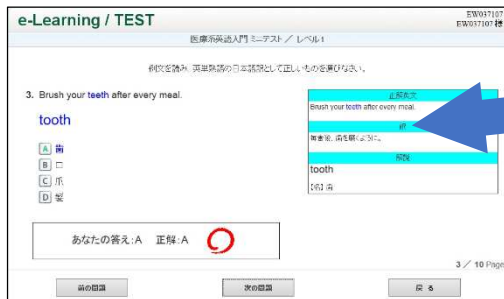 e-Learning / TEST
EW037107
EW037107 様
医療系英語入門 ミニテスト / レベル1
例文を読み、英単熟語の日本語訳として正しいものを選びなさい。
3. Brush your teeth after every meal.
tooth
A 歯
B 口
C 爪
D 髪
正解英文
Brush your teeth after every meal.
訳
毎食後、歯を磨くように。
解説
tooth
【名】歯
あなたの答え:A 正解:A
3 / 10 Page
前の問題
次の問題
戻る